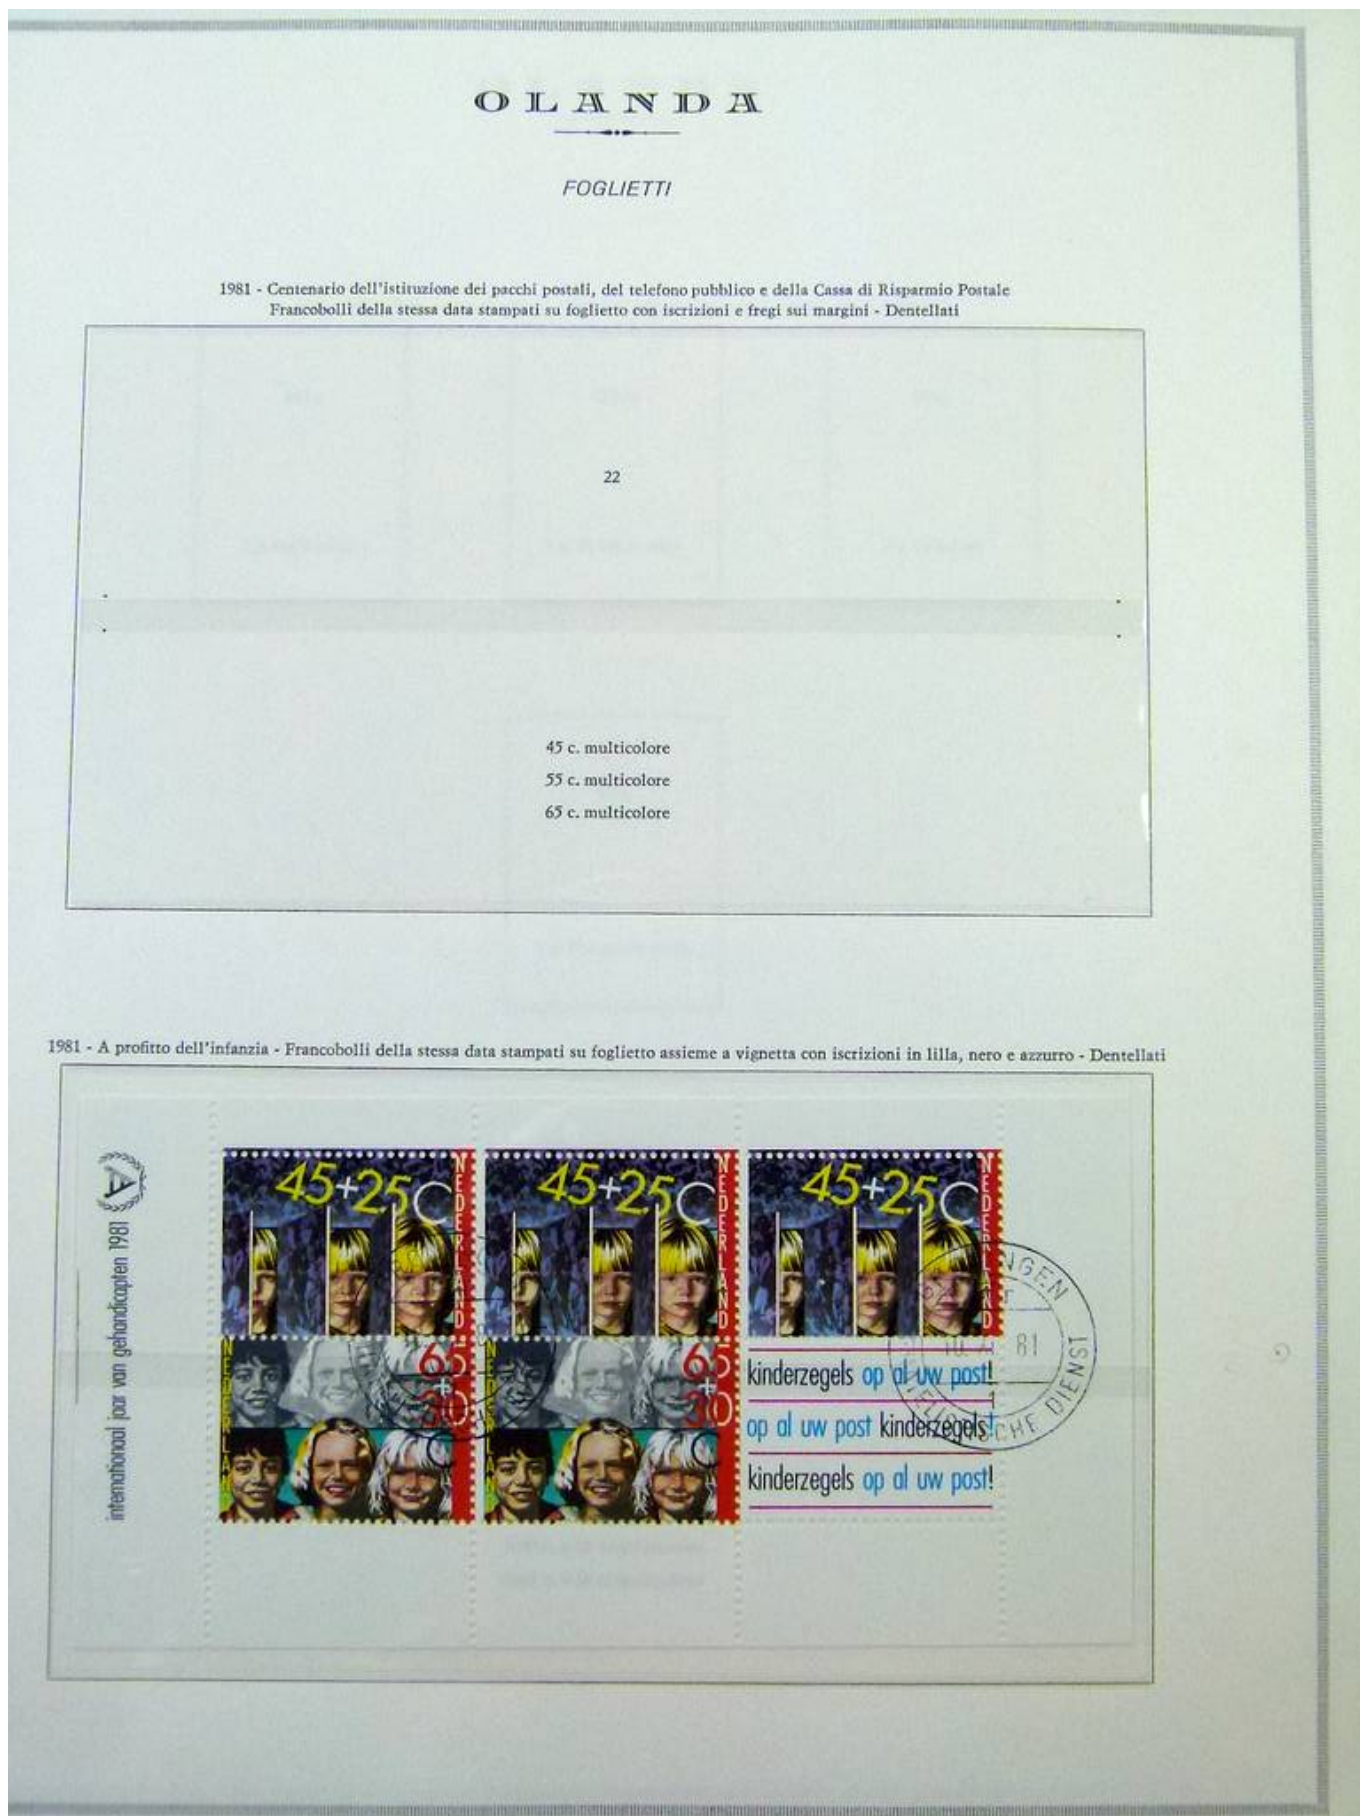 OLANDA
FOGLIETTI
1981 - Centenario dell'istituzione dei pacchi postali, del telefono pubblico e della Cassa di Risparmio Postale
Francobolli della stessa data stampati su foglietto con iscrizioni e fregi sui margini - Dentellati
22
45 c. multicolore
55 c. multicolore
65 c. multicolore
1981 - A profitto dell'infanzia - Francobolli della stessa data stampati su foglietto assieme a vignetta con iscrizioni in lilla, nero e azzurro - Dentellati
A
internationaal jaar van gehandicapten 1981
45+25C NEDERLAND
45+25C NEDERLAND
45+25C NEDERLAND
NEDERLAND 65+30 C
NEDERLAND 65+30 C
kinderzegels op al uw post!
op al uw post kinderzegels!
kinderzegels op al uw post!
NGEN
81
DIENST